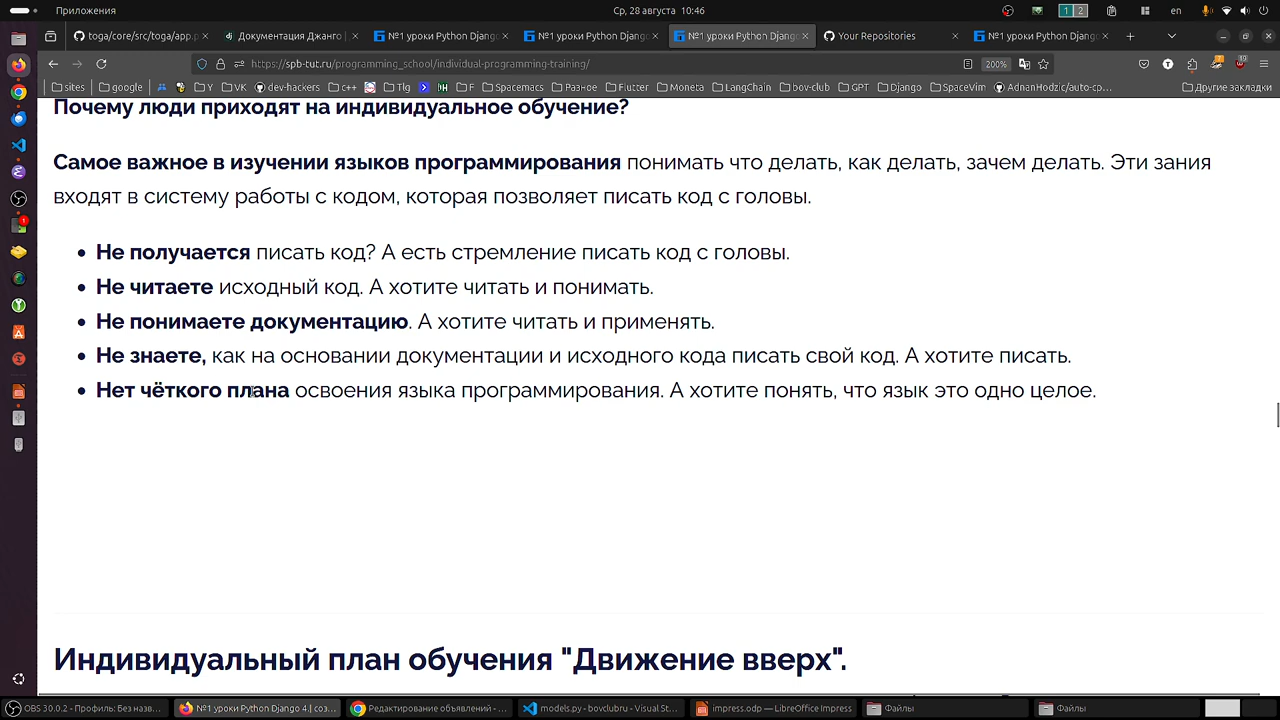 Приложения
Ср, 28 августа 10:46
en
toga/core/src/toga/app.p
Документация Джанго |
№1 уроки Python Django
№1 уроки Python Django
№1 уроки Python Django
Your Repositories
№1 уроки Python Django
https://spb-tut.ru/programming_school/individual-programming-training/
200%
sites
google
Y
VK
dev-hackers
c++
Tlg
F
Spacemacs
Разное
Flutter
Moneta
LangChain
bov-club
GPT
Django
SpaceVim
AdnanHodzic/auto-cp…
Другие закладки
Почему люди приходят на индивидуальное обучение?
Самое важное в изучении языков программирования понимать что делать, как делать, зачем делать. Эти зания
входят в систему работы с кодом, которая позволяет писать код с головы.
Не получается писать код? А есть стремление писать код с головы.
Не читаете исходный код. А хотите читать и понимать.
Не понимаете документацию. А хотите читать и применять.
Не знаете, как на основании документации и исходного кода писать свой код. А хотите писать.
Нет чёткого плана освоения языка программирования. А хотите понять, что язык это одно целое.
Индивидуальный план обучения "Движение вверх".
OBS 30.0.2 - Профиль: Без назв…
№1 уроки Python Django 4.| соз…
Редактирование объявлений - …
models.py - bovclubru - Visual St…
impress.odp — LibreOffice Impress
Файлы
Файлы